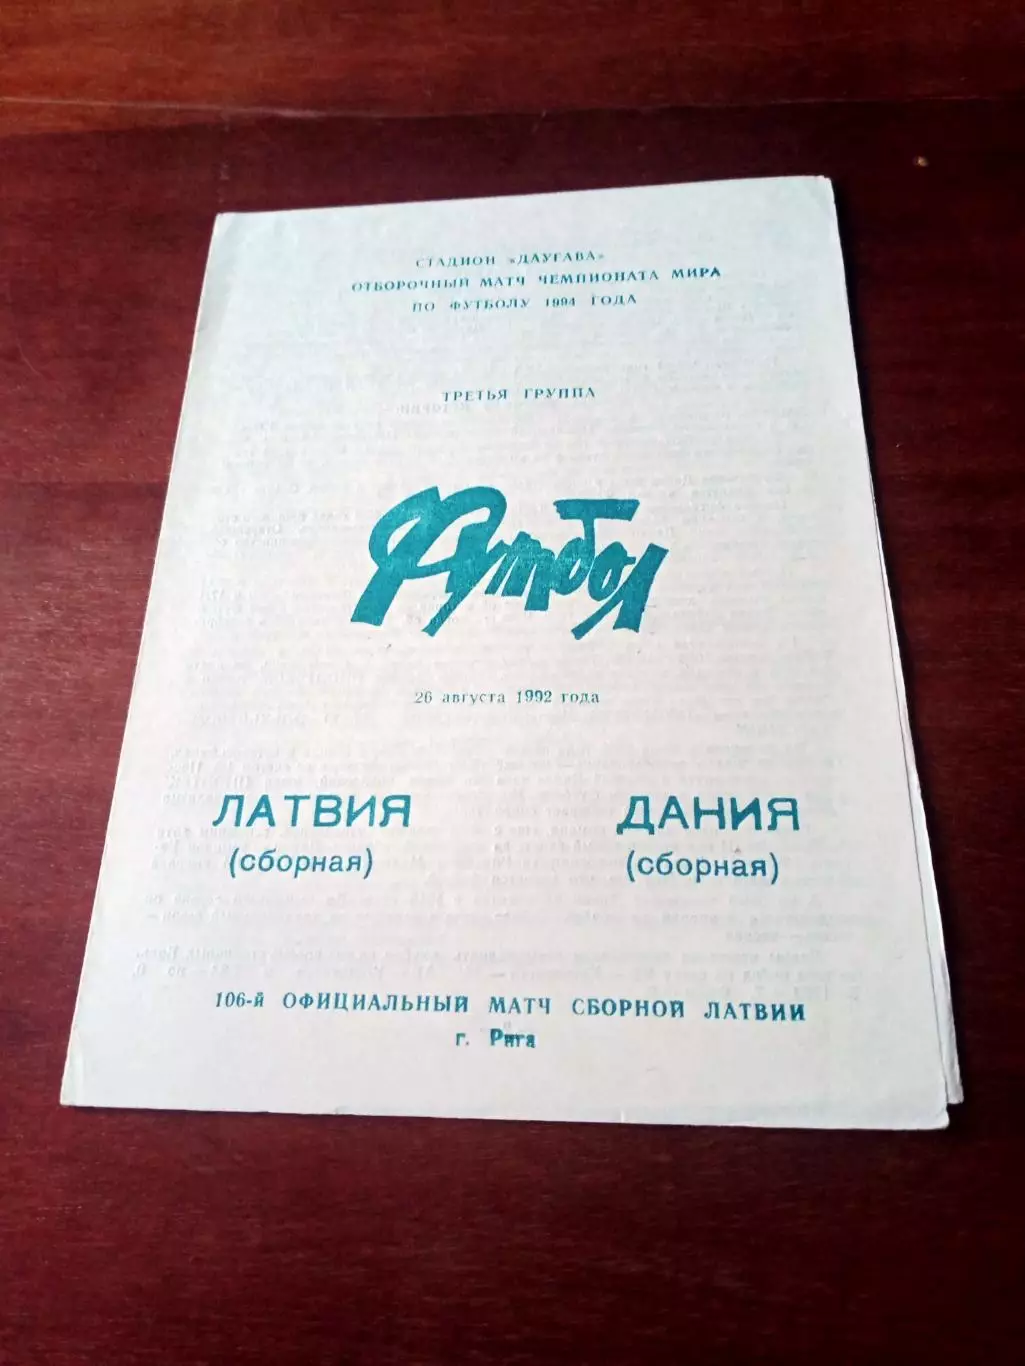 СТАДИОН «ДАУГАВА»
ОТБОРОЧНЫЙ МАТЧ ЧЕМПИОНАТА МИРА
ПО ФУТБОЛУ 1994 ГОДА
ТРЕТЬЯ ГРУППА
Футбол
26 августа 1992 года
ЛАТВИЯ ДАНИЯ
(сборная) (сборная)
106-й ОФИЦИАЛЬНЫЙ МАТЧ СБОРНОЙ ЛАТВИИ
г. Рига